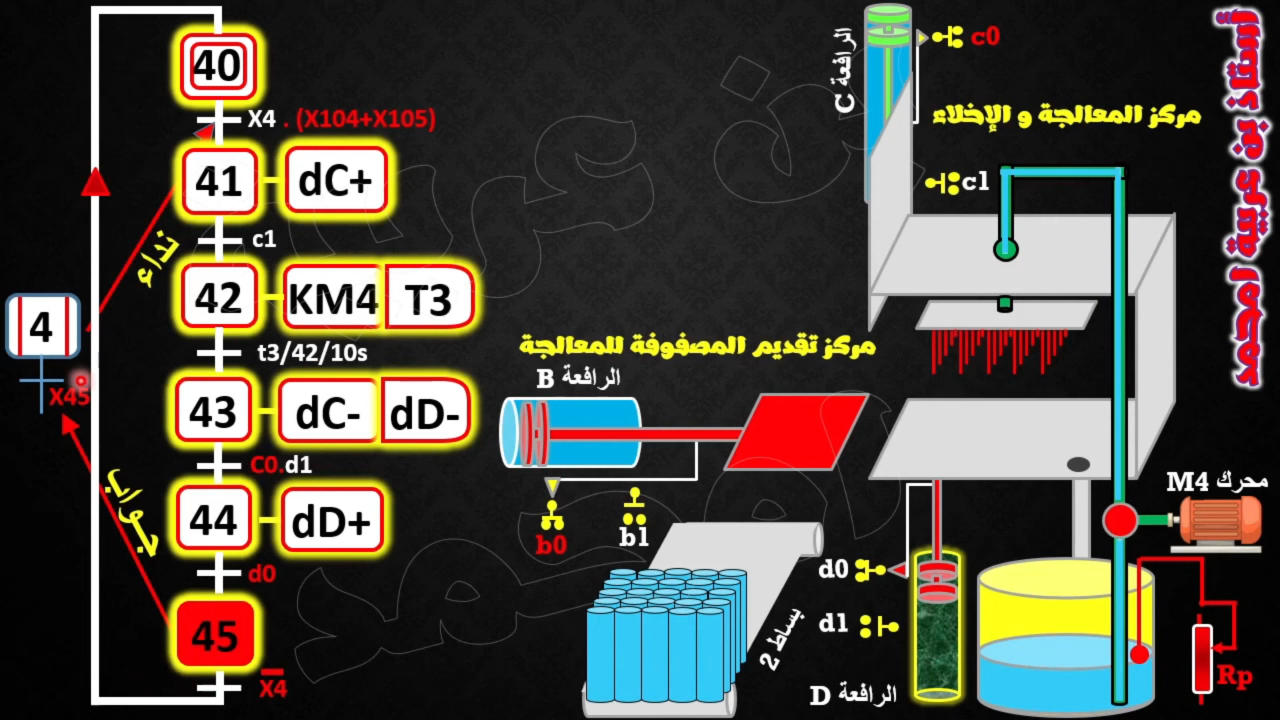 40
X4 . (X104+X105)
41 dC+
c1
نداء
42 KM4 T3
4
t3/42/10s
X45
43 dC- dD-
C0.d1
جواب
44 dD+
d0
45
X4
أستاذ بن عربية امحمد
الرافعة C
c0
مركز المعالجة و الإخلاء
c1
مركز تقديم المصفوفة للمعالجة
الرافعة B
b0 b1
محرك M4
d0
d1
بساط 2
الرافعة D
Rp